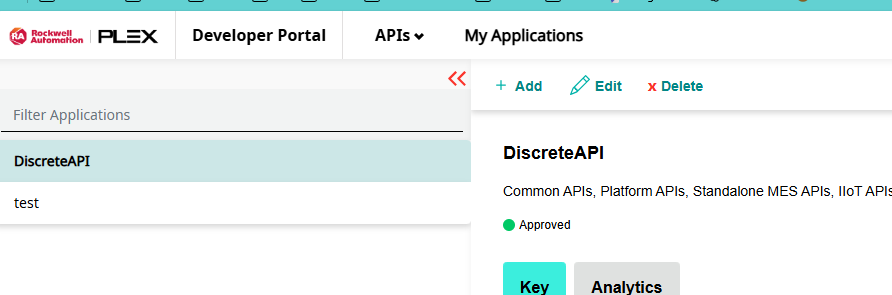 RA Rockwell Automation PLEX Developer Portal APIs My Applications
+ Add Edit x Delete
Filter Applications
DiscreteAPI
test
DiscreteAPI
Common APIs, Platform APIs, Standalone MES APIs, IIoT APIs
Approved
Key Analytics